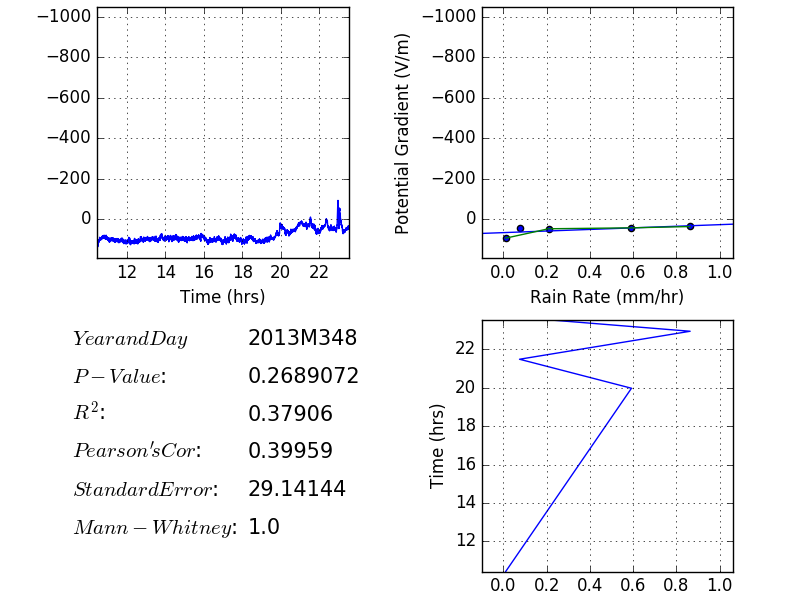 −1000
−800
−600
−400
−200
0
12 14 16 18 20 22
Time (hrs)
Potential Gradient (V/m)
−1000
−800
−600
−400
−200
0
0.0 0.2 0.4 0.6 0.8 1.0
Rain Rate (mm/hr)
YearandDay 2013M348
P−Value: 0.2689072
R²: 0.37906
Pearson'sCor: 0.39959
StandardError: 29.14144
Mann−Whitney: 1.0
Time (hrs)
22
20
18
16
14
12
0.0 0.2 0.4 0.6 0.8 1.0